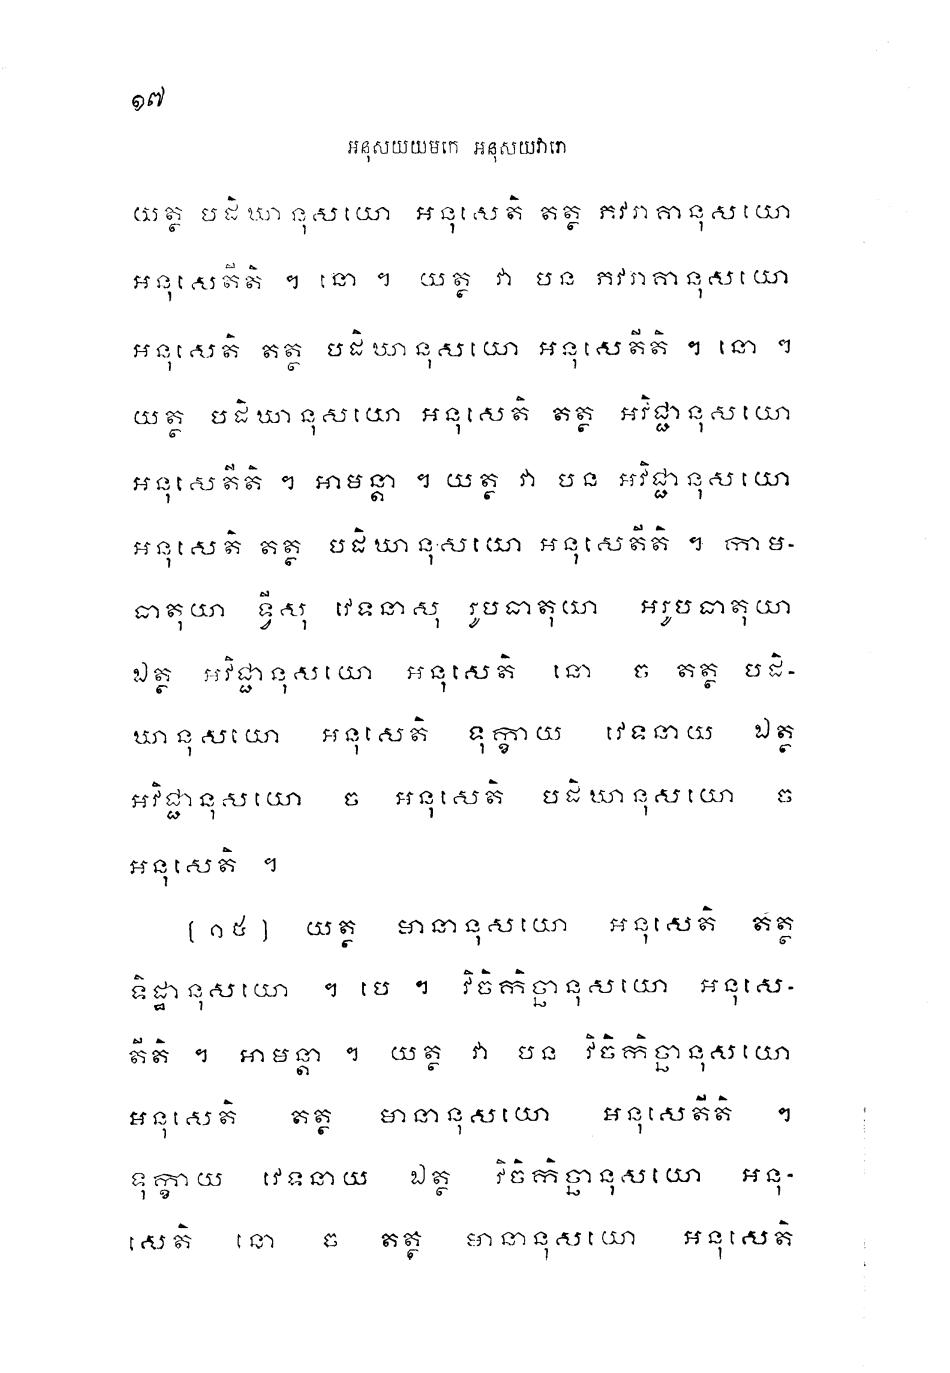 ១៧
អនុសយយមកេ អនុសយវារោ
យត្ថ បដិឃានុសយោ អនុសេតិ តត្ថ ភវរាគានុសយោ
អនុសេតីតិ ។ នោ ។ យត្ថ វា បន ភវរាគានុសយោ
អនុសេតិ តត្ថ បដិឃានុសយោ អនុសេតីតិ ។ នោ ។
យត្ថ បដិឃានុសយោ អនុសេតិ តត្ថ អវិជ្ជានុសយោ
អនុសេតីតិ ។ អាមន្តា ។ យត្ថ វា បន អវិជ្ជានុសយោ
អនុសេតិ តត្ថ បដិឃានុសយោ អនុសេតីតិ ។ កាម-
ធាតុយា ទ្វីសុ វេទនាសុ រូបធាតុយា អរូបធាតុយា
ឯត្ថ អវិជ្ជានុសយោ អនុសេតិ នោ ច តត្ថ បដិ-
ឃានុសយោ អនុសេតិ ទុក្ខាយ វេទនាយ ឯត្ថ
អវិជ្ជានុសយោ ច អនុសេតិ បដិឃានុសយោ ច
អនុសេតិ ។
[១៥] យត្ថ មានានុសយោ អនុសេតិ តត្ថ
ទិដ្ឋានុសយោ ។ បេ ។ វិចិកិច្ឆានុសយោ អនុសេ-
តីតិ ។ អាមន្តា ។ យត្ថ វា បន វិចិកិច្ឆានុសយោ
អនុសេតិ តត្ថ មានានុសយោ អនុសេតីតិ ។
ទុក្ខាយ វេទនាយ ឯត្ថ វិចិកិច្ឆានុសយោ អនុ-
សេតិ នោ ច តត្ថ មានានុសយោ អនុសេតិ